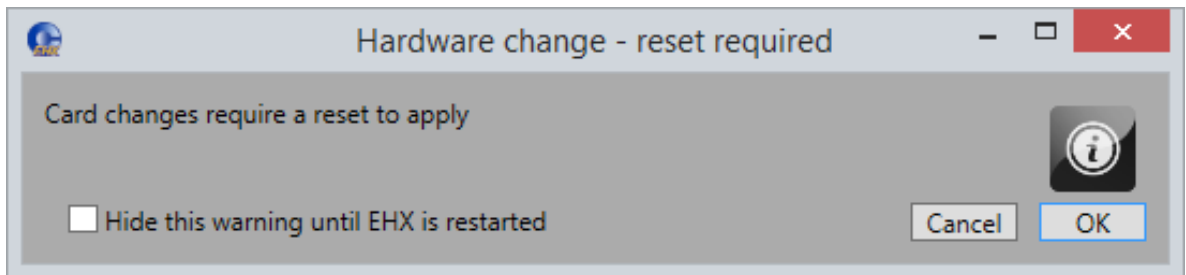 Hardware change - reset required
Card changes require a reset to apply
Hide this warning until EHX is restarted
Cancel
OK